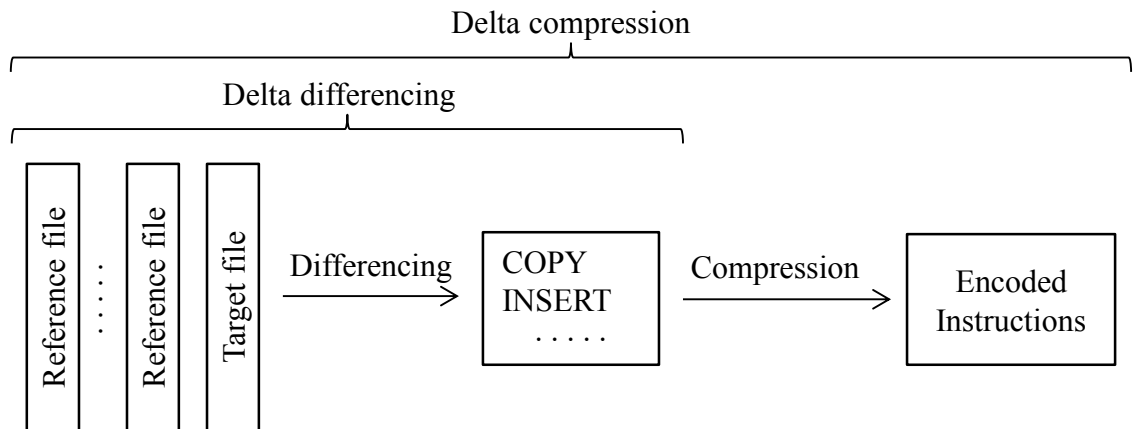 Delta compression
Delta differencing
Reference file
. . . . .
Reference file
Target file
Differencing
COPY
INSERT
. . . . .
Compression
Encoded
Instructions